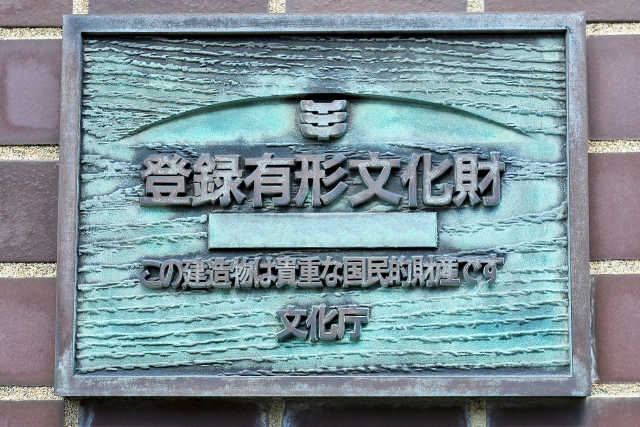 登録有形文化財
この建造物は貴重な国民的財産です
文化庁